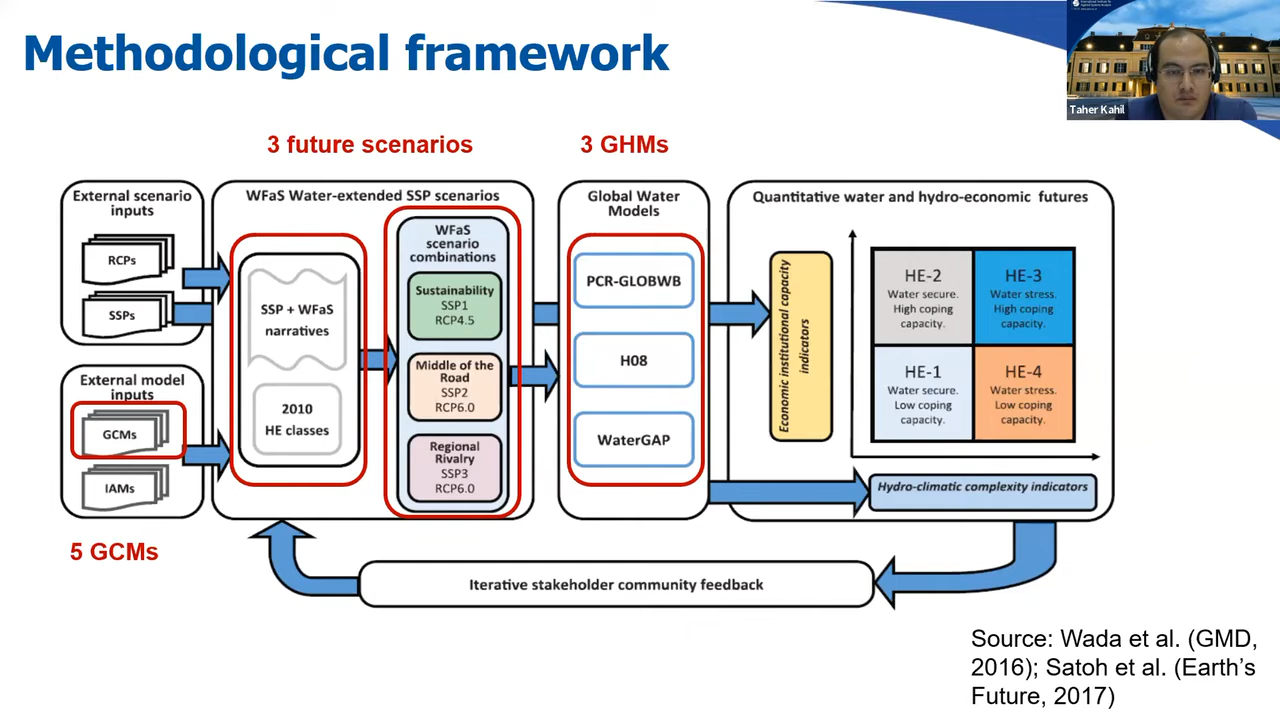 Methodological framework
International Institute for
Applied Systems Analysis
Taher Kahil
3 future scenarios
3 GHMs
External scenario
inputs
RCPs
SSPs
External model
inputs
GCMs
IAMs
5 GCMs
WFaS Water-extended SSP scenarios
SSP + WFaS
narratives
2010
HE classes
WFaS
scenario
combinations
Sustainability
SSP1
RCP4.5
Middle of the
Road
SSP2
RCP6.0
Regional
Rivalry
SSP3
RCP6.0
Global Water
Models
PCR-GLOBWB
H08
WaterGAP
Quantitative water and hydro-economic futures
Economic institutional capacity
indicators
HE-2
Water secure.
High coping
capacity.
HE-3
Water stress.
High coping
capacity.
HE-1
Water secure.
Low coping
capacity.
HE-4
Water stress.
Low coping
capacity.
Hydro-climatic complexity indicators
Iterative stakeholder community feedback
Source: Wada et al. (GMD,
2016); Satoh et al. (Earth’s
Future, 2017)